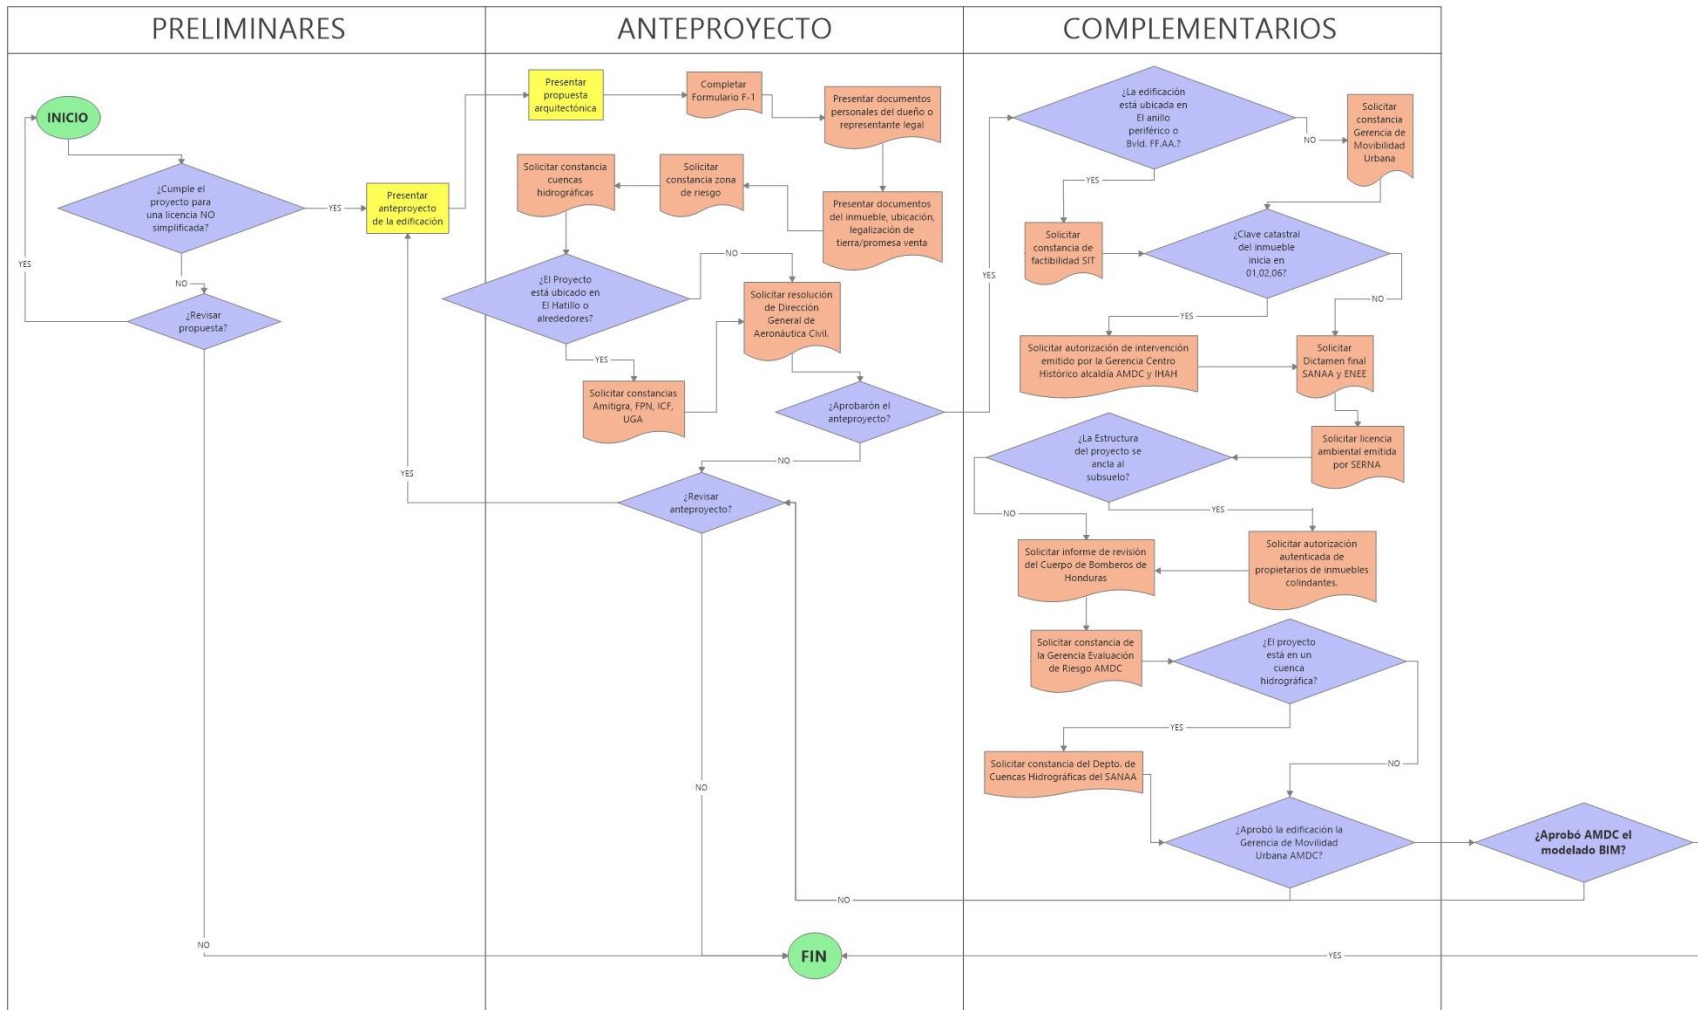 PRELIMINARES
ANTEPROYECTO
COMPLEMENTARIOS
INICIO
¿Cumple el
proyecto para
una licencia NO
simplificada?
YES
NO
¿Revisar
propuesta?
YES
NO
Presentar
anteproyecto
de la edificación
Presentar
propuesta
arquitectónica
Completar
Formulario F-1
Presentar documentos
personales del dueño o
representante legal
Presentar documentos
del inmueble, ubicación,
legalización de
tierra/promesa venta
Solicitar
constancia zona
de riesgo
Solicitar constancia
cuencas
hidrográficas
¿El Proyecto
está ubicado en
El Hatillo o
alrededores?
NO
YES
Solicitar constancias
Amitigra, FPN, ICF,
UGA
Solicitar resolución
de Dirección
General de
Aeronáutica Civil.
¿Aprobarón el
anteproyecto?
YES
NO
¿Revisar
anteproyecto?
YES
NO
¿La edificación
está ubicada en
El anillo
periférico o
Bvld. FF.AA.?
NO
YES
Solicitar
constancia
Gerencia de
Movibilidad
Urbana
Solicitar
constancia de
factibilidad SIT
¿Clave catastral
del inmueble
inicia en
01,02,06?
YES
NO
Solicitar autorización de intervención
emitido por la Gerencia Centro
Histórico alcaldía AMDC y IHAH
Solicitar
Dictamen final
SANAA y ENEE
Solicitar licencia
ambiental emitida
por SERNA
¿La Estructura
del proyecto se
ancla al
subsuelo?
NO
YES
Solicitar autorización
autenticada de
propietarios de inmuebles
colindantes.
Solicitar informe de revisión
del Cuerpo de Bomberos de
Honduras
Solicitar constancia de
la Gerencia Evaluación
de Riesgo AMDC
¿El proyecto
está en un
cuenca
hidrográfica?
YES
NO
Solicitar constancia del Depto. de
Cuencas Hidrográficas del SANAA
¿Aprobó la edificación la
Gerencia de Movilidad
Urbana AMDC?
¿Aprobó AMDC el
modelado BIM?
NO
YES
FIN